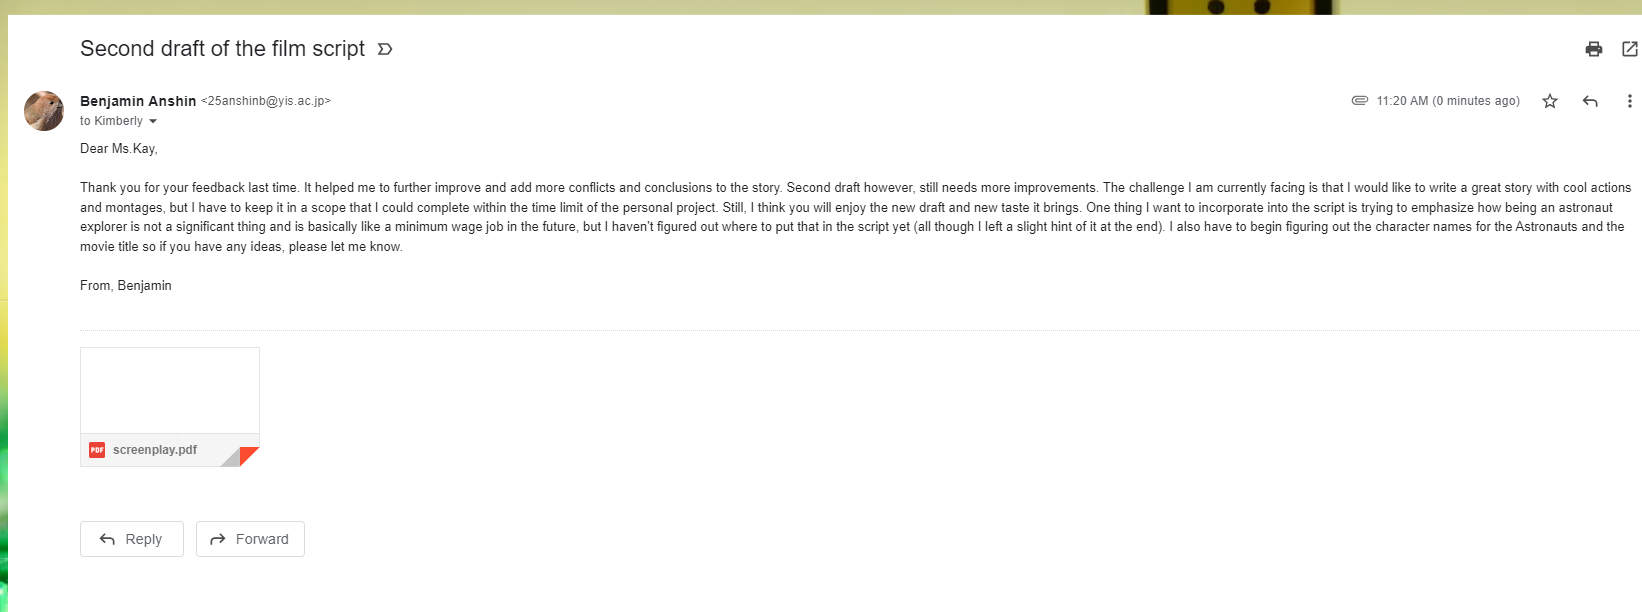 Second draft of the film script
Benjamin Anshin <25anshinb@yis.ac.jp>
11:20 AM (0 minutes ago)
to Kimberly
Dear Ms.Kay,
Thank you for your feedback last time. It helped me to further improve and add more conflicts and conclusions to the story. Second draft however, still needs more improvements. The challenge I am currently facing is that I would like to write a great story with cool actions
and montages, but I have to keep it in a scope that I could complete within the time limit of the personal project. Still, I think you will enjoy the new draft and new taste it brings. One thing I want to incorporate into the script is trying to emphasize how being an astronaut
explorer is not a significant thing and is basically like a minimum wage job in the future, but I haven't figured out where to put that in the script yet (all though I left a slight hint of it at the end). I also have to begin figuring out the character names for the Astronauts and the
movie title so if you have any ideas, please let me know.
From, Benjamin
PDF screenplay.pdf
Reply
Forward